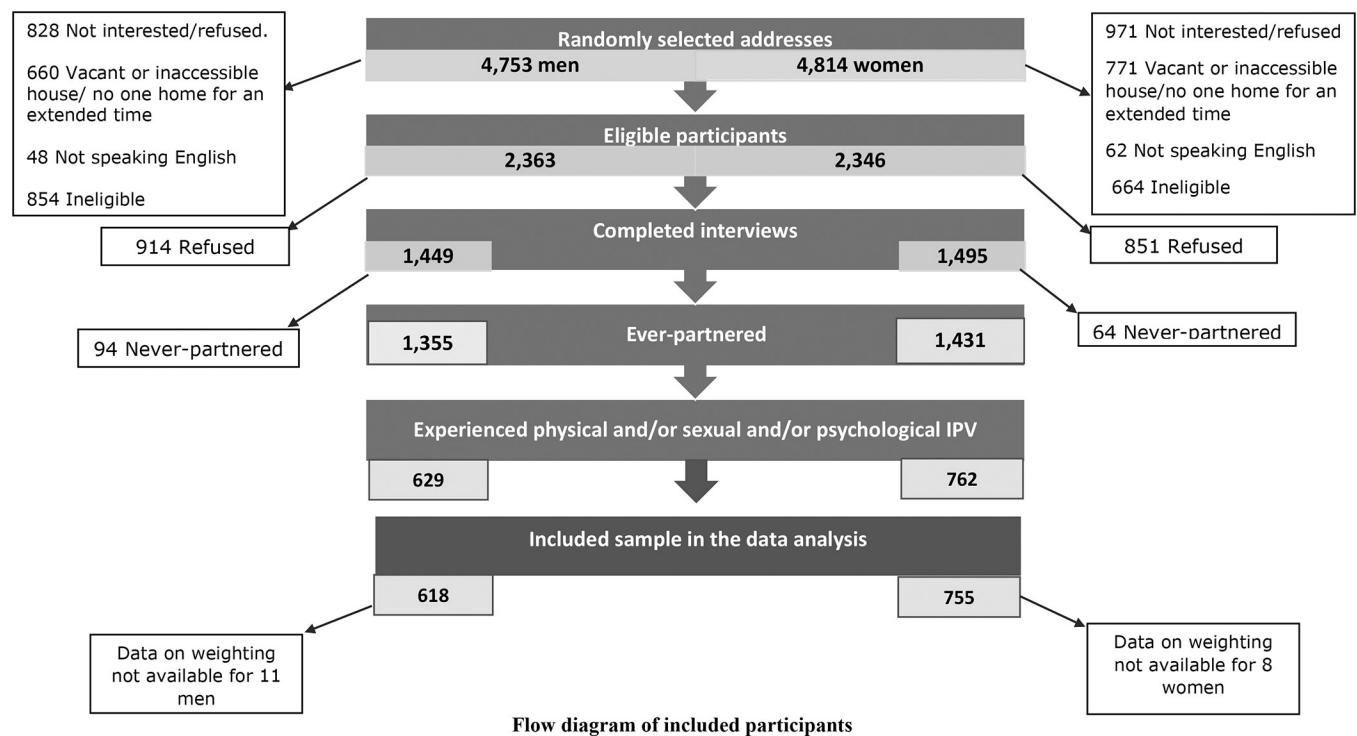 828 Not interested/refused.
660 Vacant or inaccessible
house/ no one home for an
extended time
48 Not speaking English
854 Ineligible
Randomly selected addresses
4,753 men
4,814 women
971 Not interested/refused
771 Vacant or inaccessible
house/no one home for an
extended time
62 Not speaking English
664 Ineligible
Eligible participants
2,363
2,346
914 Refused
851 Refused
Completed interviews
1,449
1,495
94 Never-partnered
64 Never-partnered
Ever-partnered
1,355
1,431
Experienced physical and/or sexual and/or psychological IPV
629
762
Included sample in the data analysis
618
755
Data on weighting
not available for 11
men
Data on weighting
not available for 8
women
Flow diagram of included participants